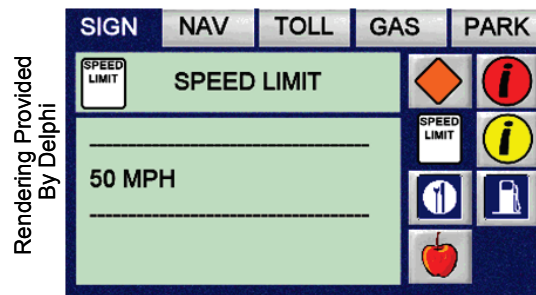 SIGN NAV TOLL GAS PARK
SPEED
LIMIT
SPEED LIMIT
50 MPH
SPEED
LIMIT
i
i
Rendering Provided
By Delphi